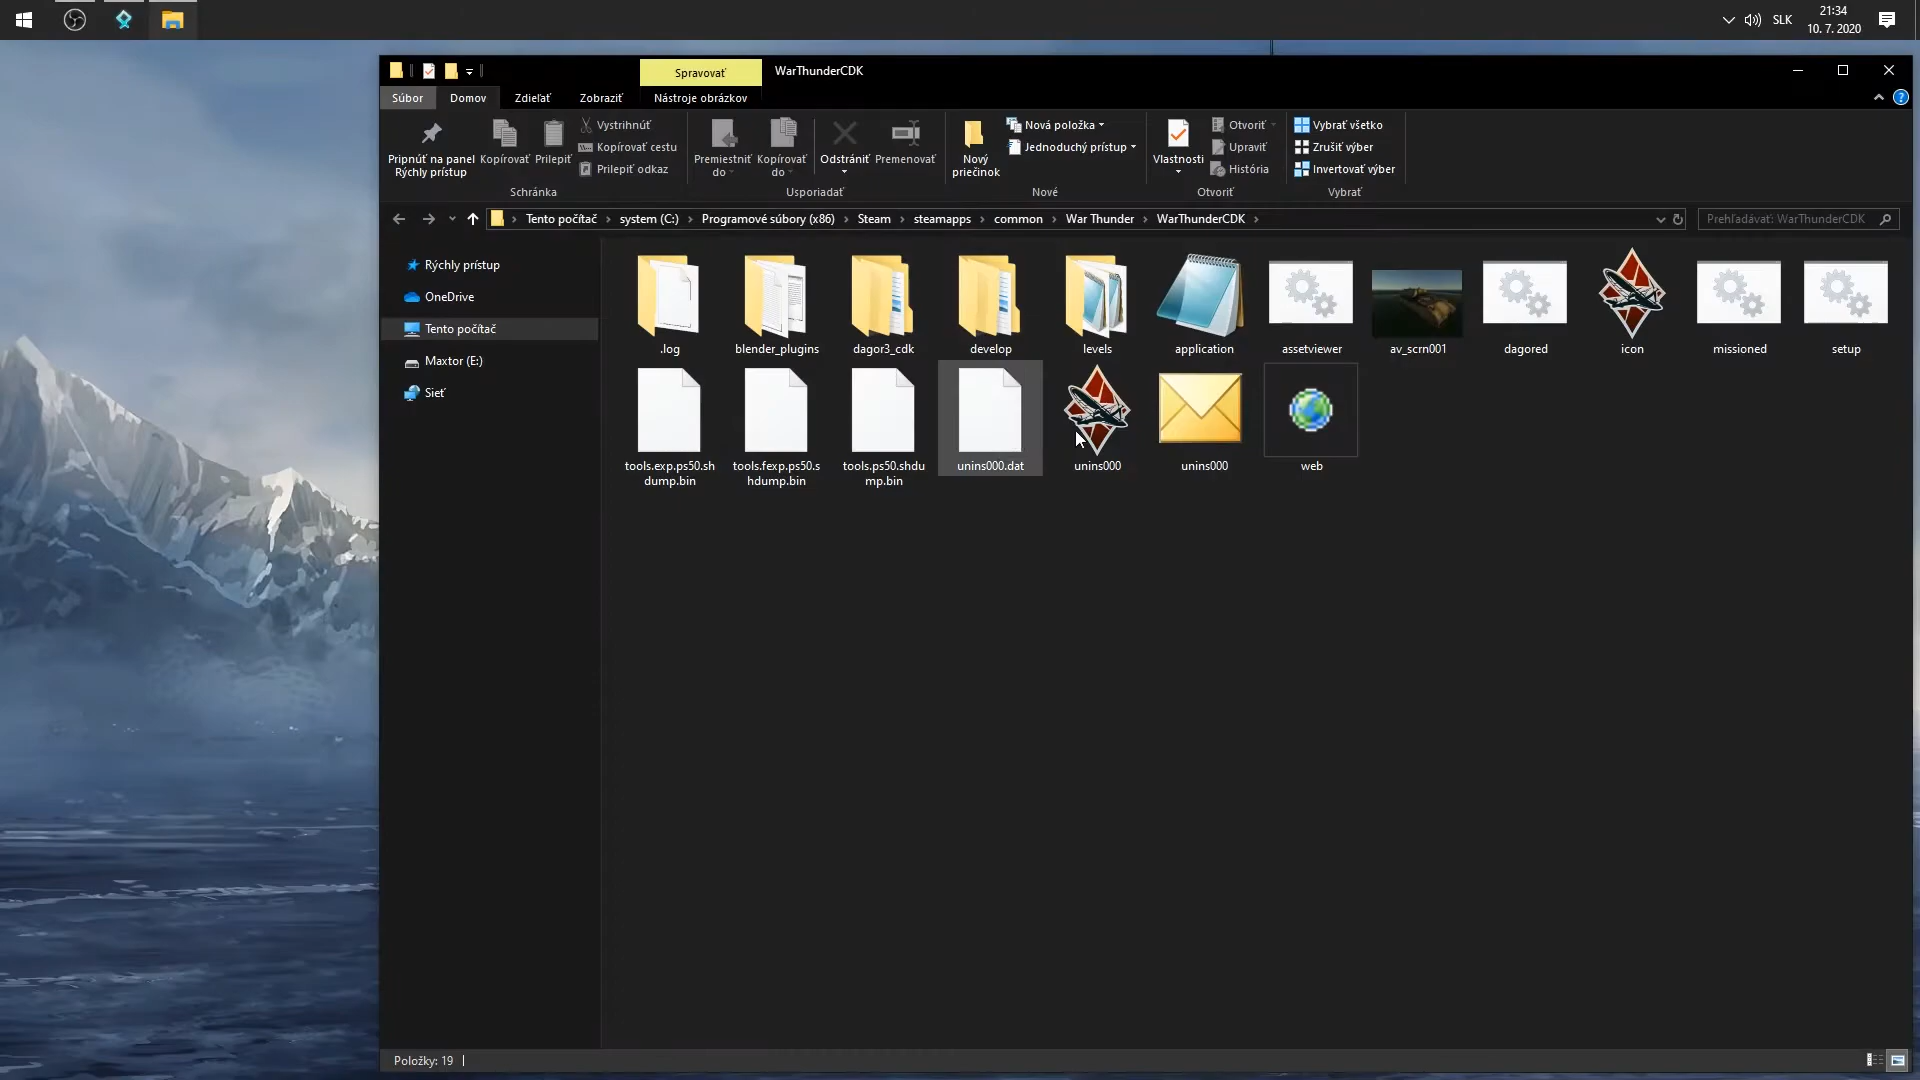 SLK
21:34
10. 7. 2020
Spravovať
WarThunderCDK
Súbor
Domov
Zdieľať
Zobraziť
Nástroje obrázkov
Pripnúť na panel
Rýchly prístup
Kopírovať
Prilepiť
Vystrihnúť
Kopírovať cestu
Prilepiť odkaz
Schránka
Premiestniť
do
Kopírovať
do
Odstrániť
Premenovať
Usporiadať
Nový
priečinok
Nová položka
Jednoduchý prístup
Nové
Vlastnosti
Otvoriť
Upraviť
História
Otvoriť
Vybrať všetko
Zrušiť výber
Invertovať výber
Vybrať
Tento počítač
system (C:)
Programové súbory (x86)
Steam
steamapps
common
War Thunder
WarThunderCDK
Prehľadávať: WarThunderCDK
Rýchly prístup
OneDrive
Tento počítač
Maxtor (E:)
Sieť
.log
blender_plugins
dagor3_cdk
develop
levels
application
assetviewer
av_scrn001
dagored
icon
missioned
setup
tools.exp.ps50.sh
dump.bin
tools.fexp.ps50.s
hdump.bin
tools.ps50.shdu
mp.bin
unins000.dat
unins000
unins000
web
Položky: 19